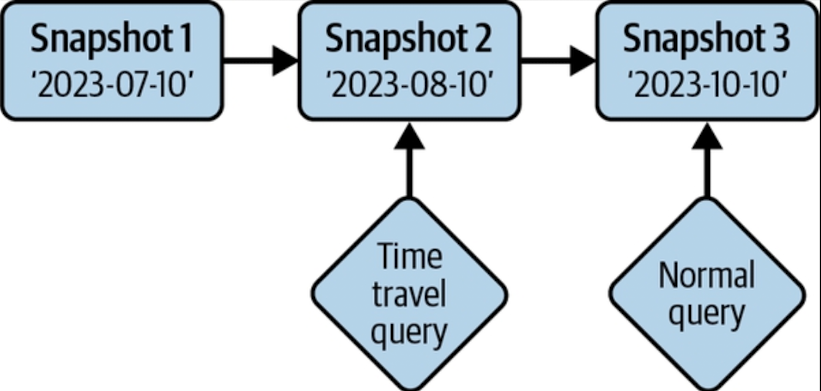 Snapshot 1
‘2023-07-10’
Snapshot 2
‘2023-08-10’
Snapshot 3
‘2023-10-10’
Time
travel
query
Normal
query